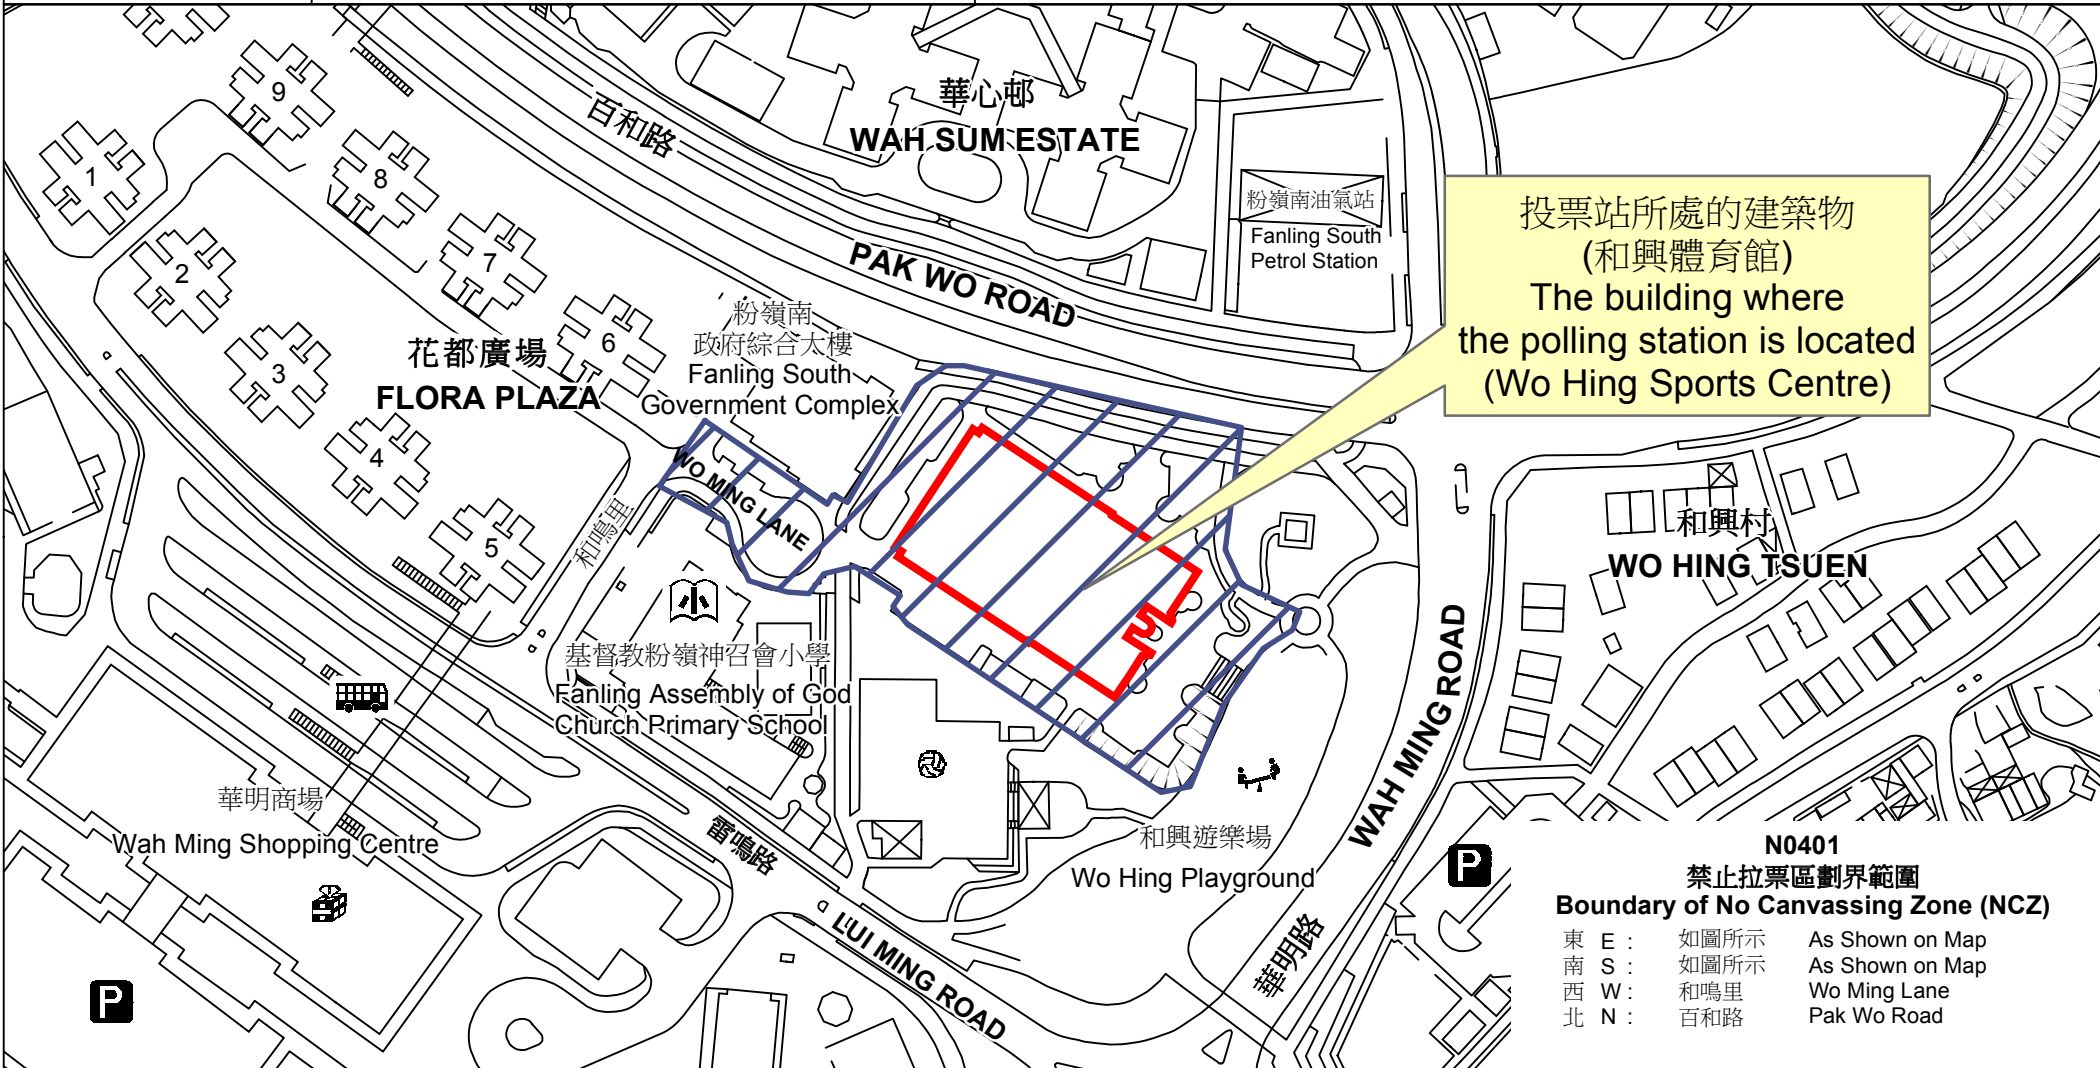 9
1
8
2
7
3
6
4
5
百和路
華心邨
WAH SUM ESTATE
粉嶺南油氣站
Fanling South
Petrol Station
PAK WO ROAD
投票站所處的建築物
(和興體育館)
The building where
the polling station is located
(Wo Hing Sports Centre)
粉嶺南
政府綜合大樓
Fanling South
Government Complex
花都廣場
FLORA PLAZA
WO MING LANE
和鳴里
和興村
WO HING TSUEN
小
基督教粉嶺神召會小學
Fanling Assembly of God
Church Primary School
WAH MING ROAD
華明路
華明商場
Wah Ming Shopping Centre
雷鳴路
LUI MING ROAD
和興遊樂場
Wo Hing Playground
P
P
N0401
禁止拉票區劃界範圍
Boundary of No Canvassing Zone (NCZ)
東 E : 如圖所示 As Shown on Map
南 S : 如圖所示 As Shown on Map
西 W : 和鳴里 Wo Ming Lane
北 N : 百和路 Pak Wo Road